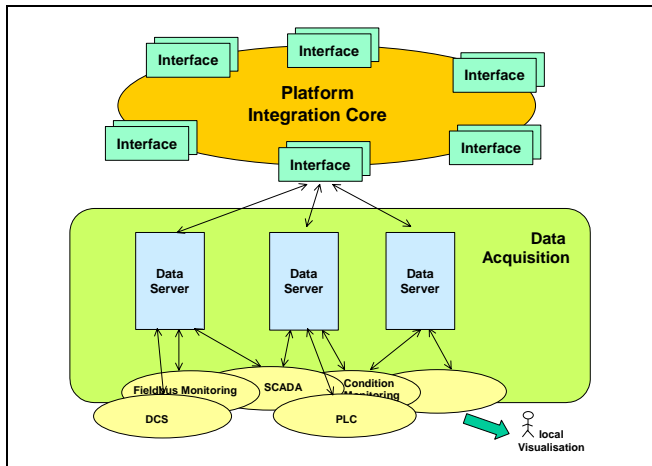 Interface
Interface
Interface
Platform
Integration Core
Interface
Interface
Interface
Data
Acquisition
Data
Server
Data
Server
Data
Server
Fieldbus Monitoring
SCADA
Condition
Monitoring
DCS
PLC
local
Visualisation